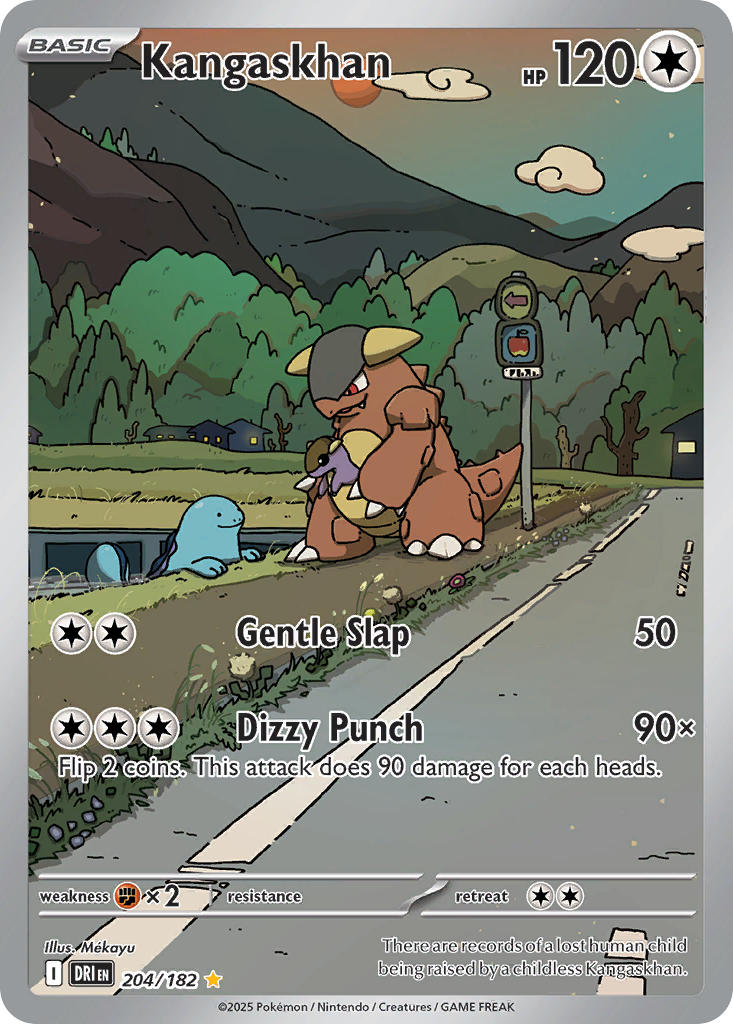 BASIC
Kangaskhan
HP 120
Gentle Slap 50
Dizzy Punch 90×
Flip 2 coins. This attack does 90 damage for each heads.
weakness ×2 resistance retreat
Illus. Mékayu
There are records of a lost human child
being raised by a childless Kangaskhan.
I DRI EN 204/182
©2025 Pokémon / Nintendo / Creatures / GAME FREAK